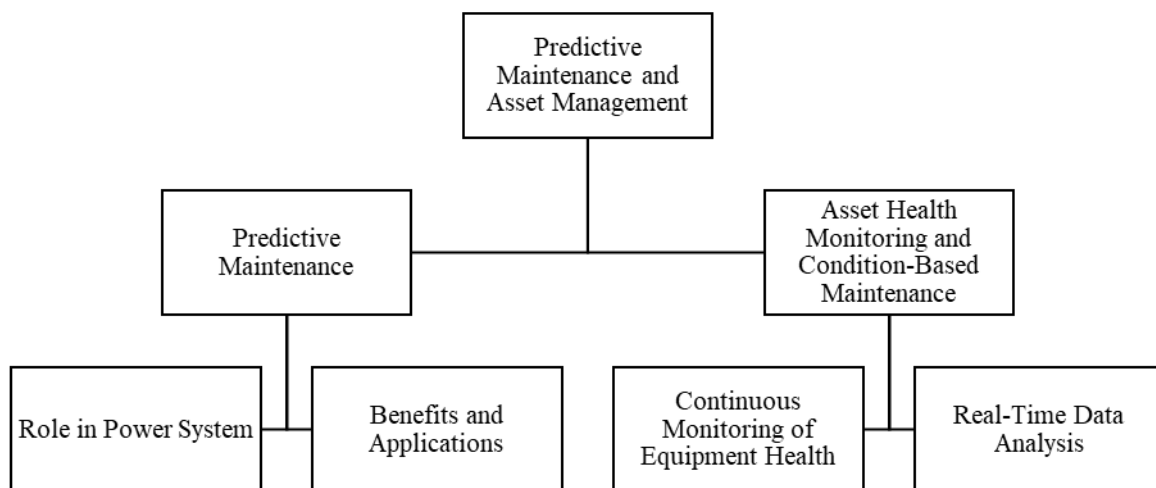 Predictive
Maintenance and
Asset Management
Predictive
Maintenance
Asset Health
Monitoring and
Condition-Based
Maintenance
Role in Power System
Benefits and
Applications
Continuous
Monitoring of
Equipment Health
Real-Time Data
Analysis